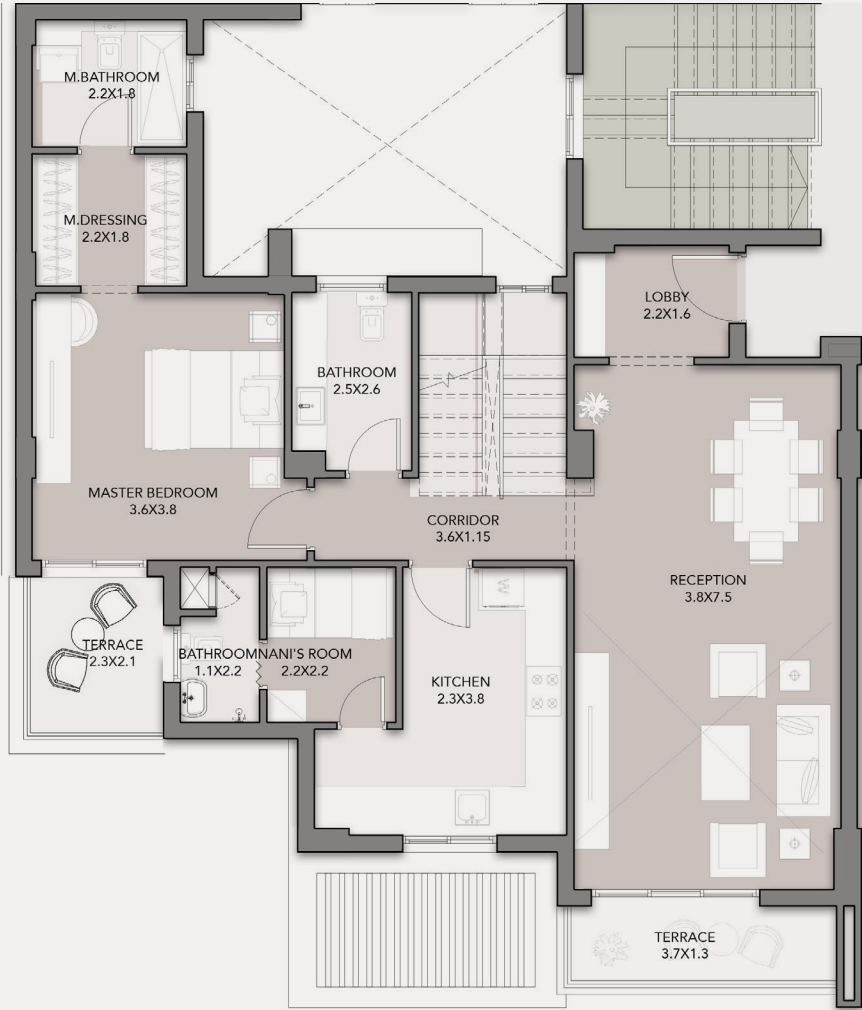 M.BATHROOM
2.2X1.8
M.DRESSING
2.2X1.8
LOBBY
2.2X1.6
BATHROOM
2.5X2.6
MASTER BEDROOM
3.6X3.8
CORRIDOR
3.6X1.15
RECEPTION
3.8X7.5
TERRACE
2.3X2.1
BATHROOM
1.1X2.2
NANI'S ROOM
2.2X2.2
KITCHEN
2.3X3.8
W
TERRACE
3.7X1.3